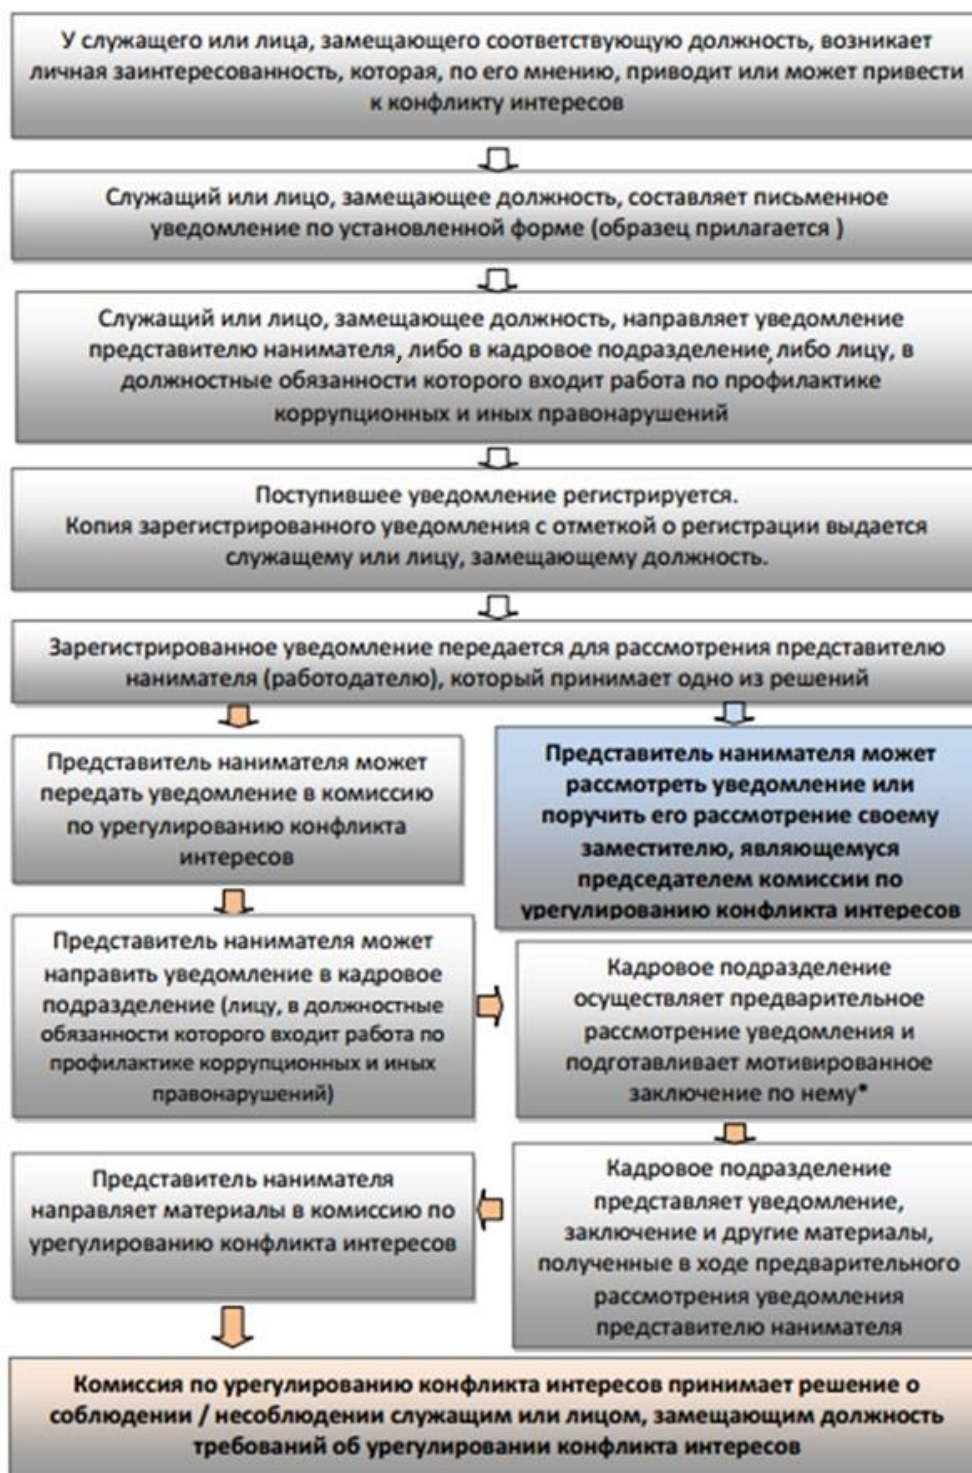 У служащего или лица, замещающего соответствующую должность, возникает
личная заинтересованность, которая, по его мнению, приводит или может привести
к конфликту интересов
Служащий или лицо, замещающее должность, составляет письменное
уведомление по установленной форме (образец прилагается )
Служащий или лицо, замещающее должность, направляет уведомление
представителю нанимателя, либо в кадровое подразделение, либо лицу, в
должностные обязанности которого входит работа по профилактике
коррупционных и иных правонарушений
Поступившее уведомление регистрируется.
Копия зарегистрированного уведомления с отметкой о регистрации выдается
служащему или лицу, замещающему должность.
Зарегистрированное уведомление передается для рассмотрения представителю
нанимателя (работодателю), который принимает одно из решений
Представитель нанимателя может
передать уведомление в комиссию
по урегулированию конфликта
интересов
Представитель нанимателя может
рассмотреть уведомление или
поручить его рассмотрение своему
заместителю, являющемуся
председателем комиссии по
урегулированию конфликта интересов
Представитель нанимателя может
направить уведомление в кадровое
подразделение (лицу, в должностные
обязанности которого входит работа по
профилактике коррупционных и иных
правонарушений)
Кадровое подразделение
осуществляет предварительное
рассмотрение уведомления и
подготавливает мотивированное
заключение по нему*
Кадровое подразделение
представляет уведомление,
заключение и другие материалы,
полученные в ходе предварительного
рассмотрения уведомления
представителю нанимателя
Представитель нанимателя
направляет материалы в комиссию по
урегулированию конфликта интересов
Комиссия по урегулированию конфликта интересов принимает решение о
соблюдении / несоблюдении служащим или лицом, замещающим должность
требований об урегулировании конфликта интересов